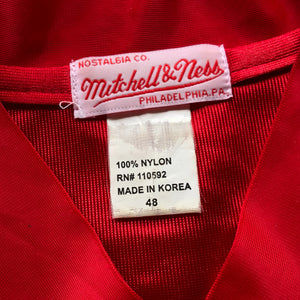 NOSTALGIA CO.
Mitchell & Ness
PHILADELPHIA, PA.
100% NYLON
RN# 110592
MADE IN KOREA
48